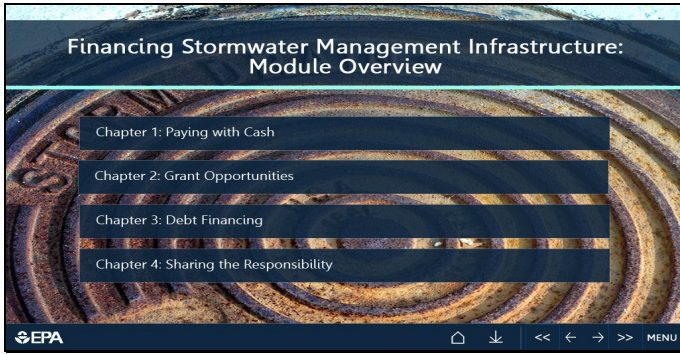 Financing Stormwater Management Infrastructure:
Module Overview
Chapter 1: Paying with Cash
Chapter 2: Grant Opportunities
Chapter 3: Debt Financing
Chapter 4: Sharing the Responsibility
EPA
<< ← → >> MENU